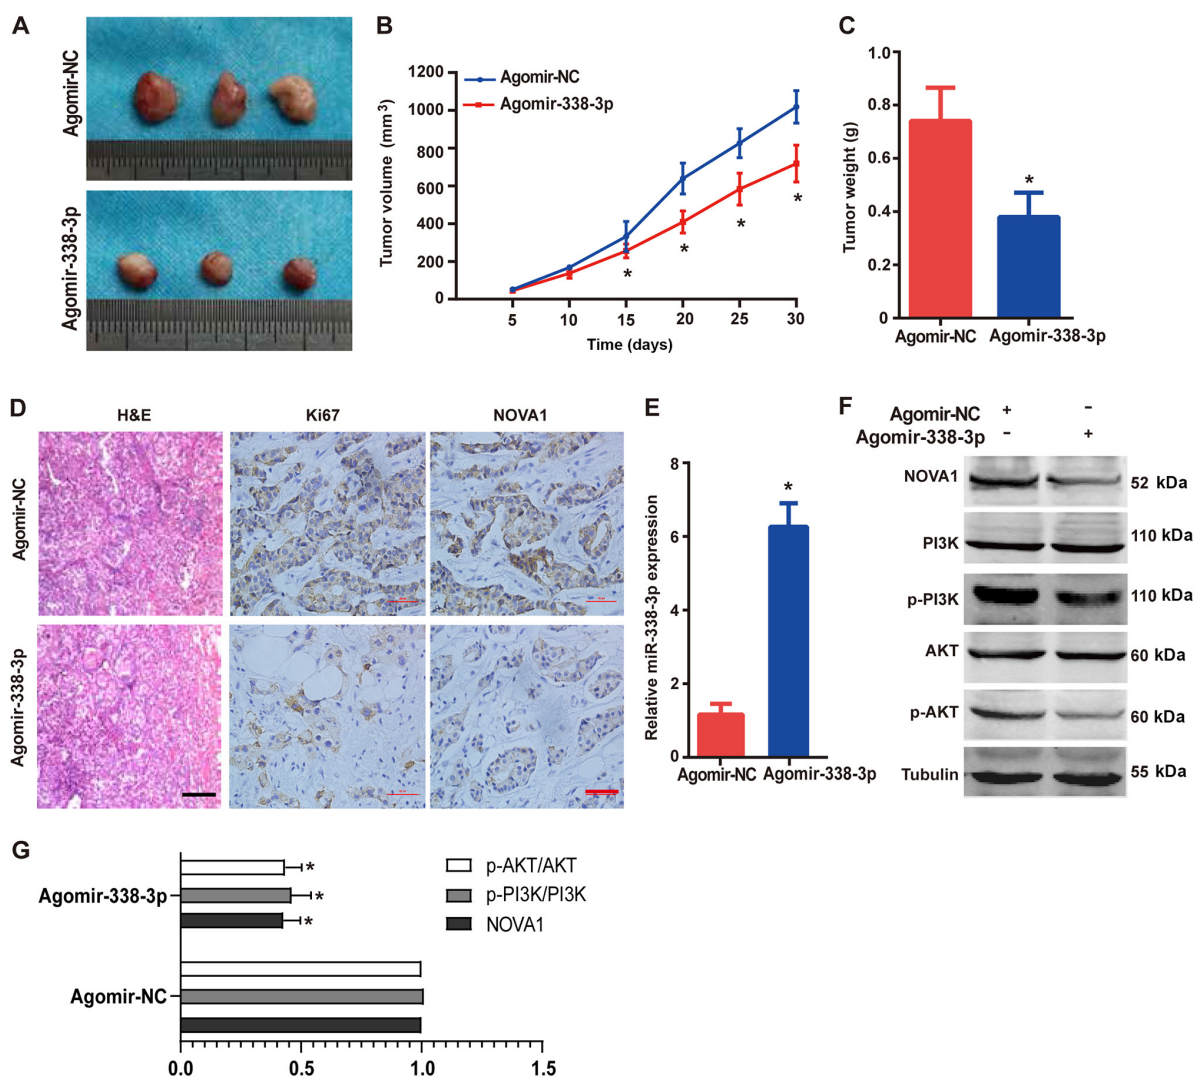 A
Agomir-NC
Agomir-338-3p
B
Agomir-NC
Agomir-338-3p
Tumor volume (mm³)
1200
1000
800
600
400
200
0
5 10 15 20 25 30
* * * *
Time (days)
C
Tumor weight (g)
1.0
0.8
0.6
0.4
0.2
0
*
Agomir-NC Agomir-338-3p
D
H&E Ki67 NOVA1
Agomir-NC
Agomir-338-3p
E
Relative miR-338-3p expression
8
6
4
2
0
*
Agomir-NC Agomir-338-3p
F
Agomir-NC + -
Agomir-338-3p - +
NOVA1 52 kDa
PI3K 110 kDa
p-PI3K 110 kDa
AKT 60 kDa
p-AKT 60 kDa
Tubulin 55 kDa
G
Agomir-338-3p
* * *
Agomir-NC
p-AKT/AKT
p-PI3K/PI3K
NOVA1
0.0 0.5 1.0 1.5